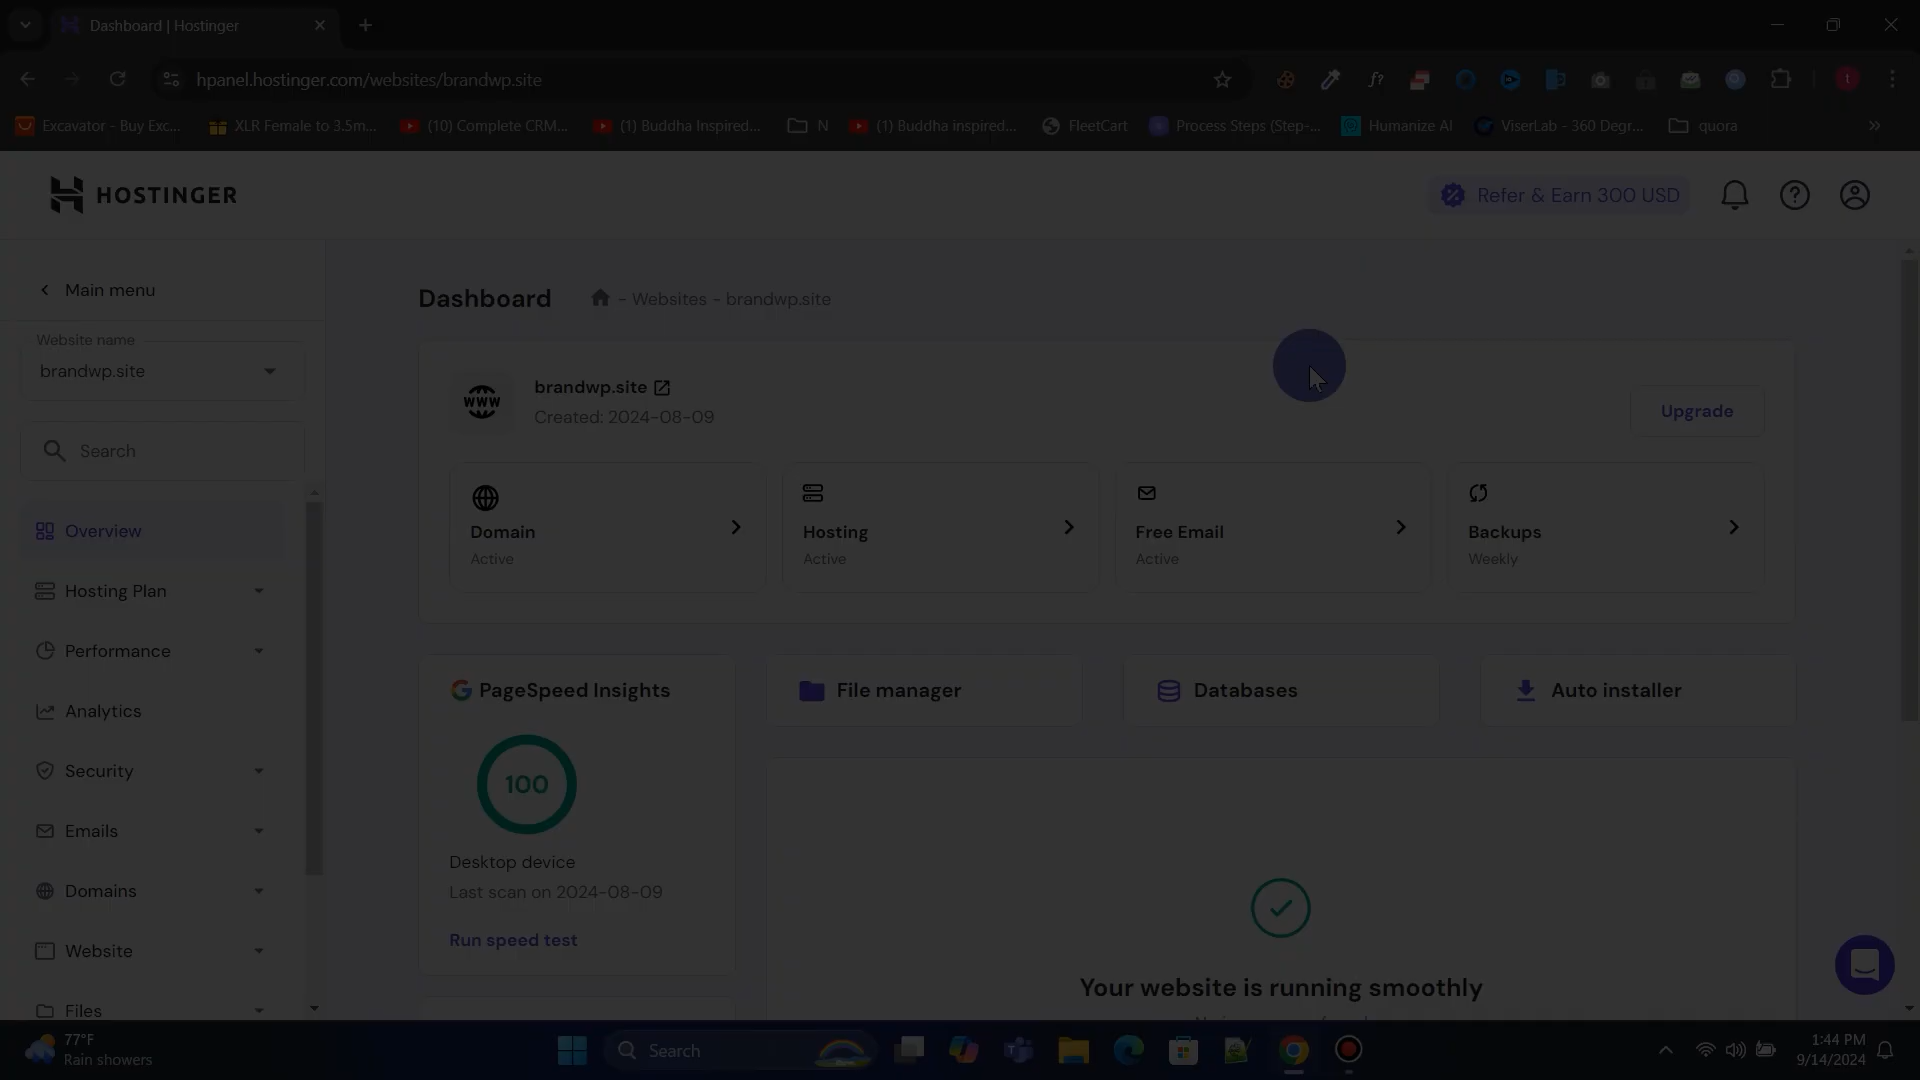 Dashboard | Hostinger
hpanel.hostinger.com/websites/brandwp.site
Excavator - Buy Exc...
XLR Female to 3.5m...
(10) Complete CRM...
(1) Buddha Inspired...
N
(1) Buddha inspired...
FleetCart
Process Steps (Step-...
Humanize AI
ViserLab - 360 Degr...
quora
HOSTINGER
Refer & Earn 300 USD
Main menu
Website name
brandwp.site
Search
Overview
Hosting Plan
Performance
Analytics
Security
Emails
Domains
Website
Files
Dashboard
- Websites - brandwp.site
www
brandwp.site
Created: 2024-08-09
Upgrade
Domain
Active
Hosting
Active
Free Email
Active
Backups
Weekly
PageSpeed Insights
100
Desktop device
Last scan on 2024-08-09
Run speed test
File manager
Databases
Auto installer
Your website is running smoothly
77°F
Rain showers
Search
1:44 PM
9/14/2024